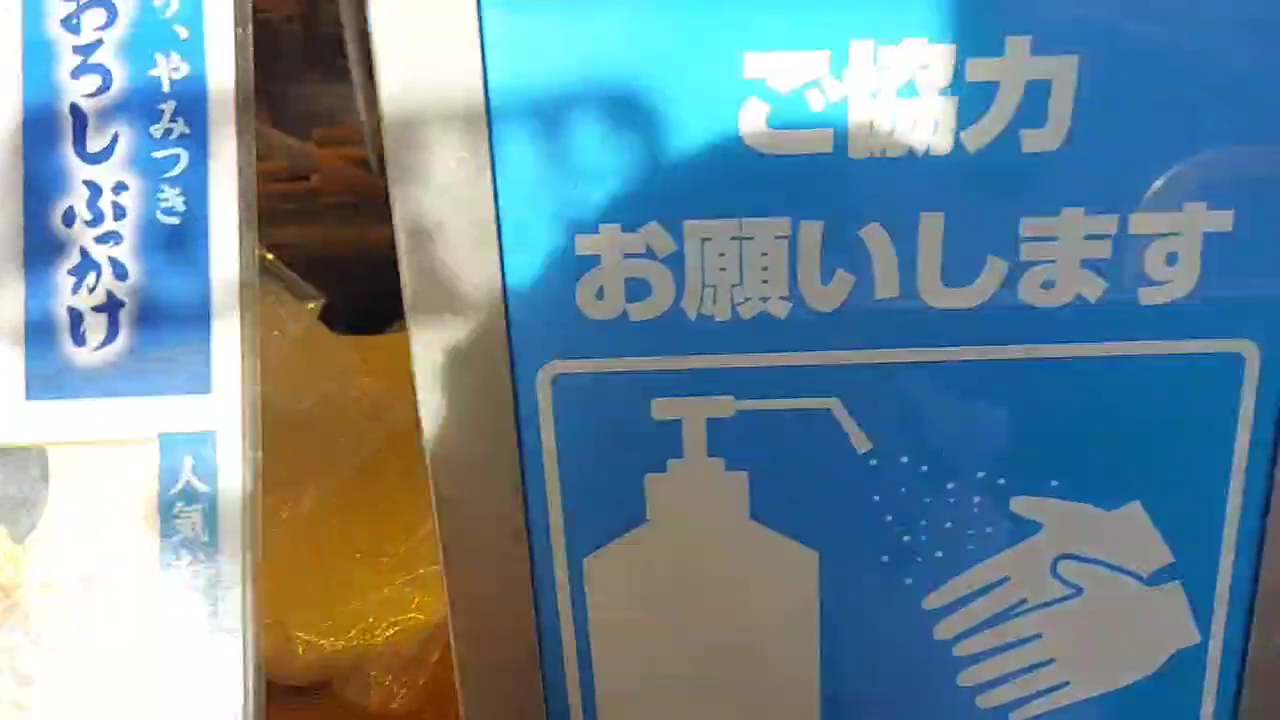 ご協力
お願いします
やみつき
おろしぶっかけ
人気